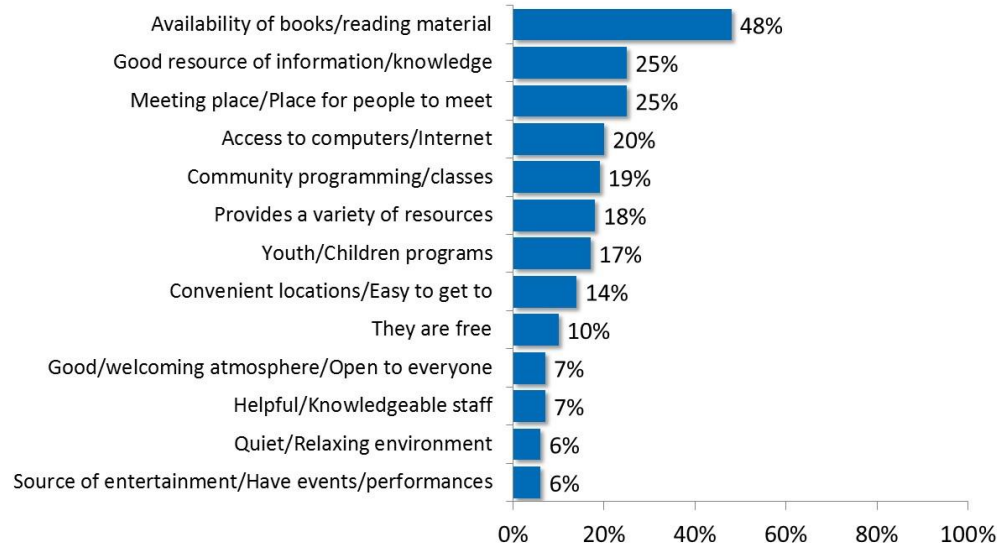 Availability of books/reading material 48%
Good resource of information/knowledge 25%
Meeting place/Place for people to meet 25%
Access to computers/Internet 20%
Community programming/classes 19%
Provides a variety of resources 18%
Youth/Children programs 17%
Convenient locations/Easy to get to 14%
They are free 10%
Good/welcoming atmosphere/Open to everyone 7%
Helpful/Knowledgeable staff 7%
Quiet/Relaxing environment 6%
Source of entertainment/Have events/performances 6%
0% 20% 40% 60% 80% 100%